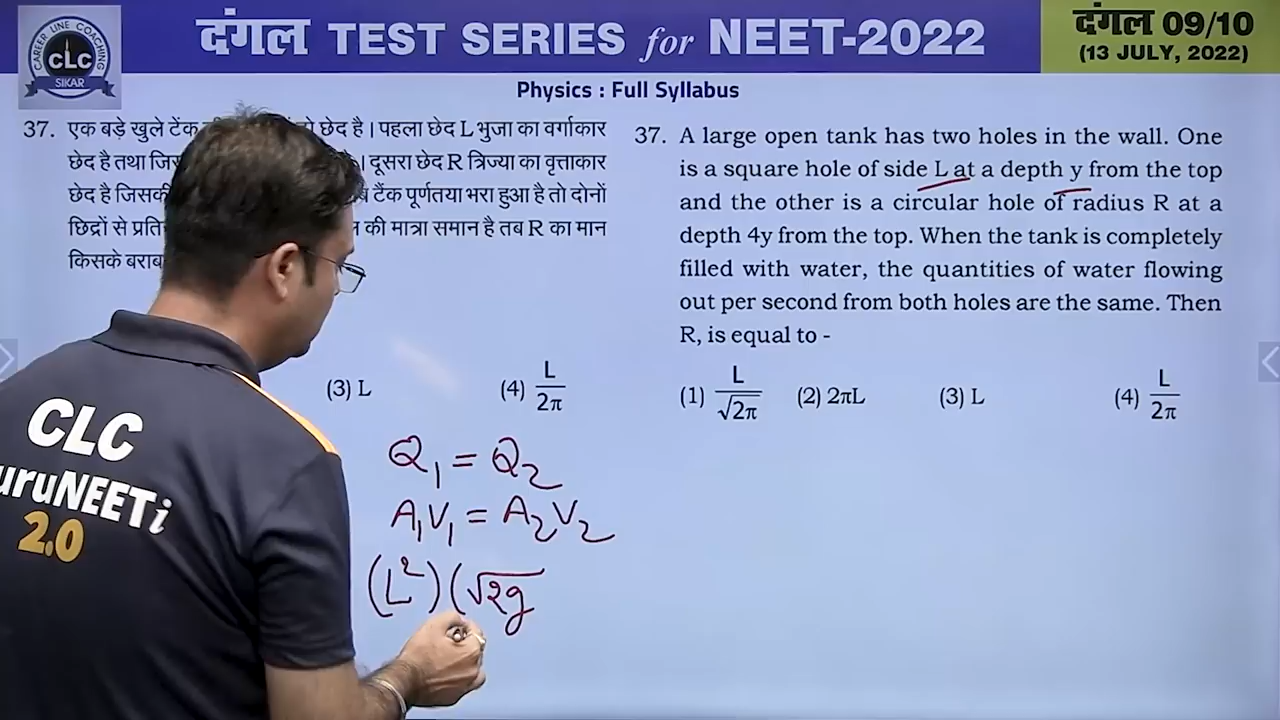 CAREER LINE COACHING
CLC
SIKAR
दंगल TEST SERIES for NEET-2022
दंगल 09/10
(13 JULY, 2022)
Physics : Full Syllabus
37. एक बड़े खुले टेंक छेद है। पहला छेद L भुजा का वर्गाकार
छेद है तथा दूसरा छेद R त्रिज्या का वृत्ताकार
छेद है टैंक पूर्णतया भरा हुआ है तो दोनों
छिद्रों से की मात्रा समान है तब R का मान
किसके
(3) L
(4) L/2π
37. A large open tank has two holes in the wall. One
is a square hole of side L at a depth y from the top
and the other is a circular hole of radius R at a
depth 4y from the top. When the tank is completely
filled with water, the quantities of water flowing
out per second from both holes are the same. Then
R, is equal to -
(1) L/√2π (2) 2πL (3) L (4) L/2π
Q₁ = Q₂
A₁V₁ = A₂V₂
(L²)(√2g
CLC
uruNEETi
2.0